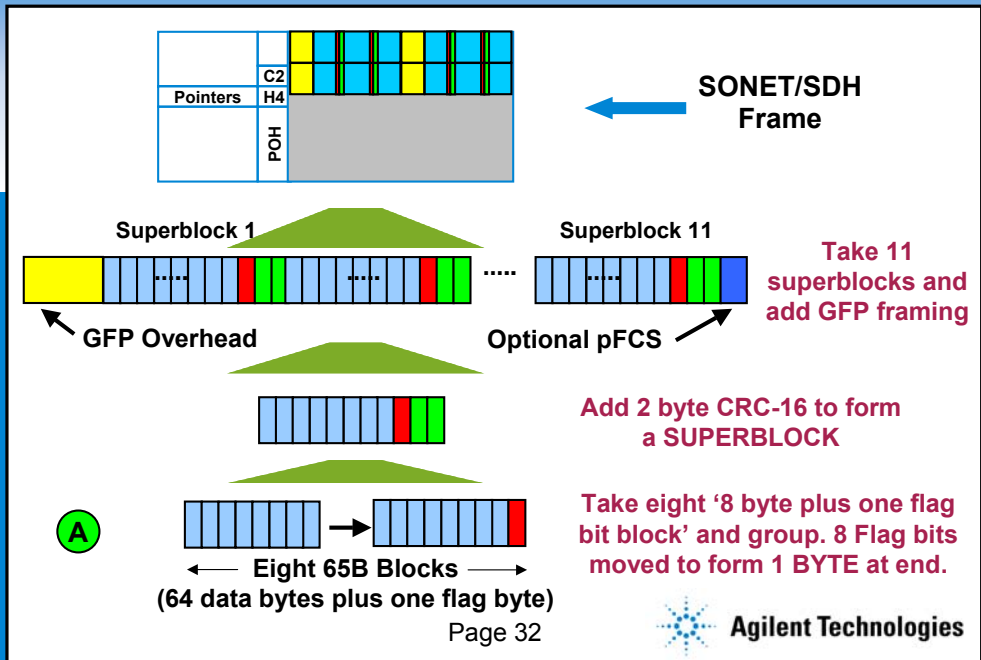 C2
Pointers
H4
POH
SONET/SDH
Frame
Superblock 1
Superblock 11
.....
.....
.....
.....
Take 11
superblocks and
add GFP framing
GFP Overhead
Optional pFCS
Add 2 byte CRC-16 to form
a SUPERBLOCK
A
Take eight ‘8 byte plus one flag
bit block’ and group. 8 Flag bits
moved to form 1 BYTE at end.
Eight 65B Blocks
(64 data bytes plus one flag byte)
Page 32
Agilent Technologies